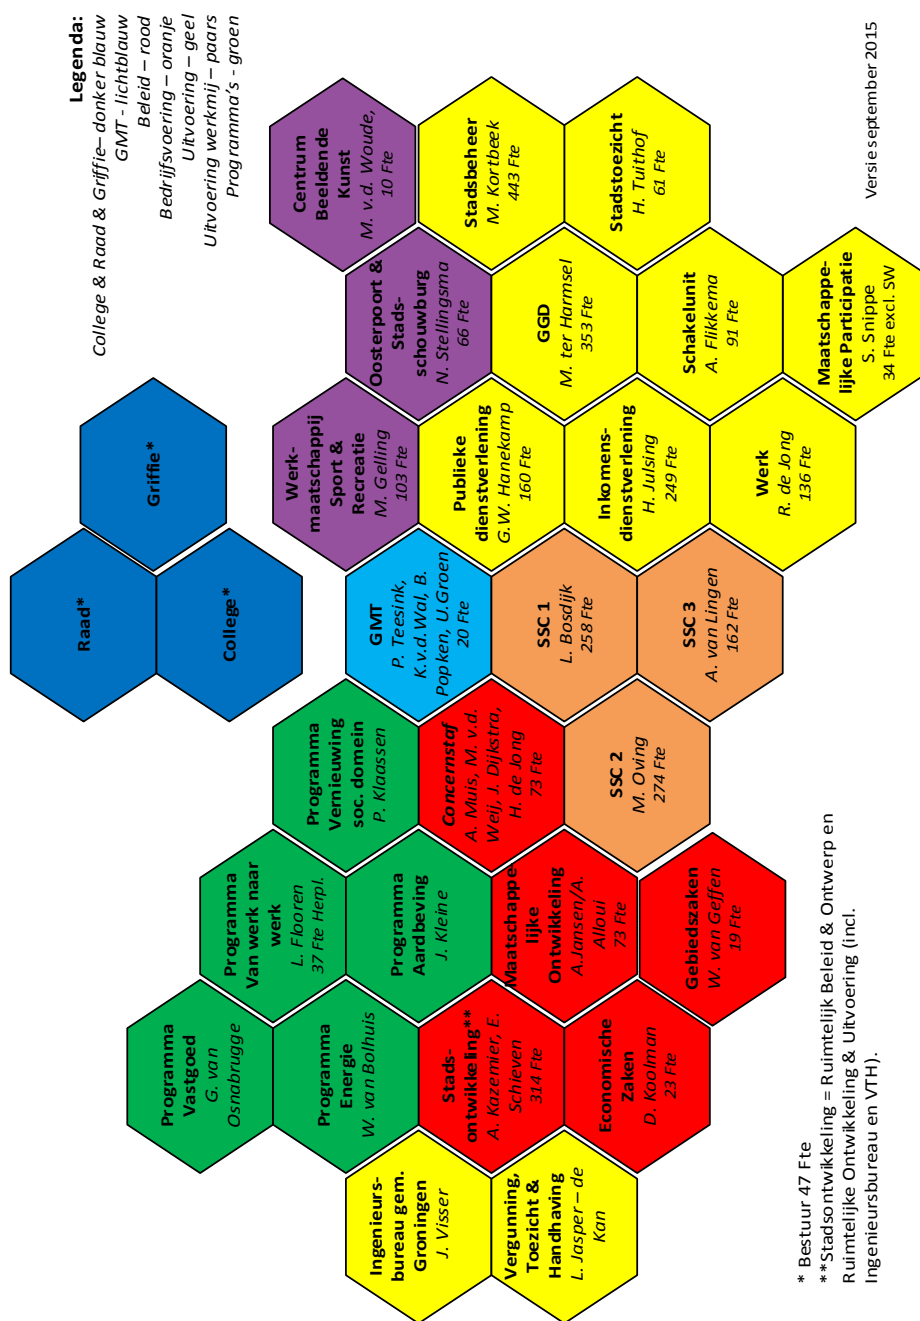 Legenda:
College & Raad & Griffie– donker blauw
GMT - lichtblauw
Beleid – rood
Bedrijfsvoering – oranje
Uitvoering – geel
Uitvoering werkmij – paars
Programma's - groen
Raad*
Griffie*
College*
Programma
Vastgoed
G. van
Osnabrugge
Programma
Van werk naar
werk
L. Flooren
37 Fte Herpl.
Programma
Vernieuwing
soc. domein
P. Klaassen
Werk-
maatschappij
Sport &
Recreatie
M. Gelling
103 Fte
Centrum
Beeldende
Kunst
M. v.d. Woude,
10 Fte
Programma
Energie
W. van Bolhuis
Programma
Aardbeving
J. Kleine
GMT
P. Teesink,
K.v.d.Wal, B.
Popken, U.Groen
20 Fte
Oosterpoort &
Stads-
schouwburg
N. Stellingsma
66 Fte
Ingenieurs-
bureau gem.
Groningen
J. Visser
Stads-
ontwikkeling**
A. Kazemier, E.
Schieven
314 Fte
Concernstaf
A. Muis, M. v.d.
Weij, J. Dijkstra,
H. de Jong
73 Fte
Publieke
dienstverlening
G.W. Hanekamp
160 Fte
Stadsbeheer
M. Kortbeek
443 Fte
Maatschappe-
lijke
Ontwikkeling
A.Jansen/A.
Alloui
73 Fte
SSC 1
L. Bosdijk
258 Fte
GGD
M. ter Harmsel
353 Fte
Vergunning,
Toezicht &
Handhaving
L. Jasper – de
Kan
Economische
Zaken
D. Koolman
23 Fte
SSC 2
M. Oving
274 Fte
Inkomens-
dienstverlening
H. Julsing
249 Fte
Stadstoezicht
H. Tuithof
61 Fte
Gebiedszaken
W. van Geffen
19 Fte
SSC 3
A. van Lingen
162 Fte
Schakelunit
A. Flikkema
91 Fte
Werk
R. de Jong
136 Fte
Maatschappe-
lijke Participatie
S. Snippe
34 Fte excl. SW
* Bestuur 47 Fte
**Stadsontwikkeling = Ruimtelijk Beleid & Ontwerp en
Ruimtelijke Ontwikkeling & Uitvoering (incl.
Ingenieursbureau en VTH).
Versie september 2015